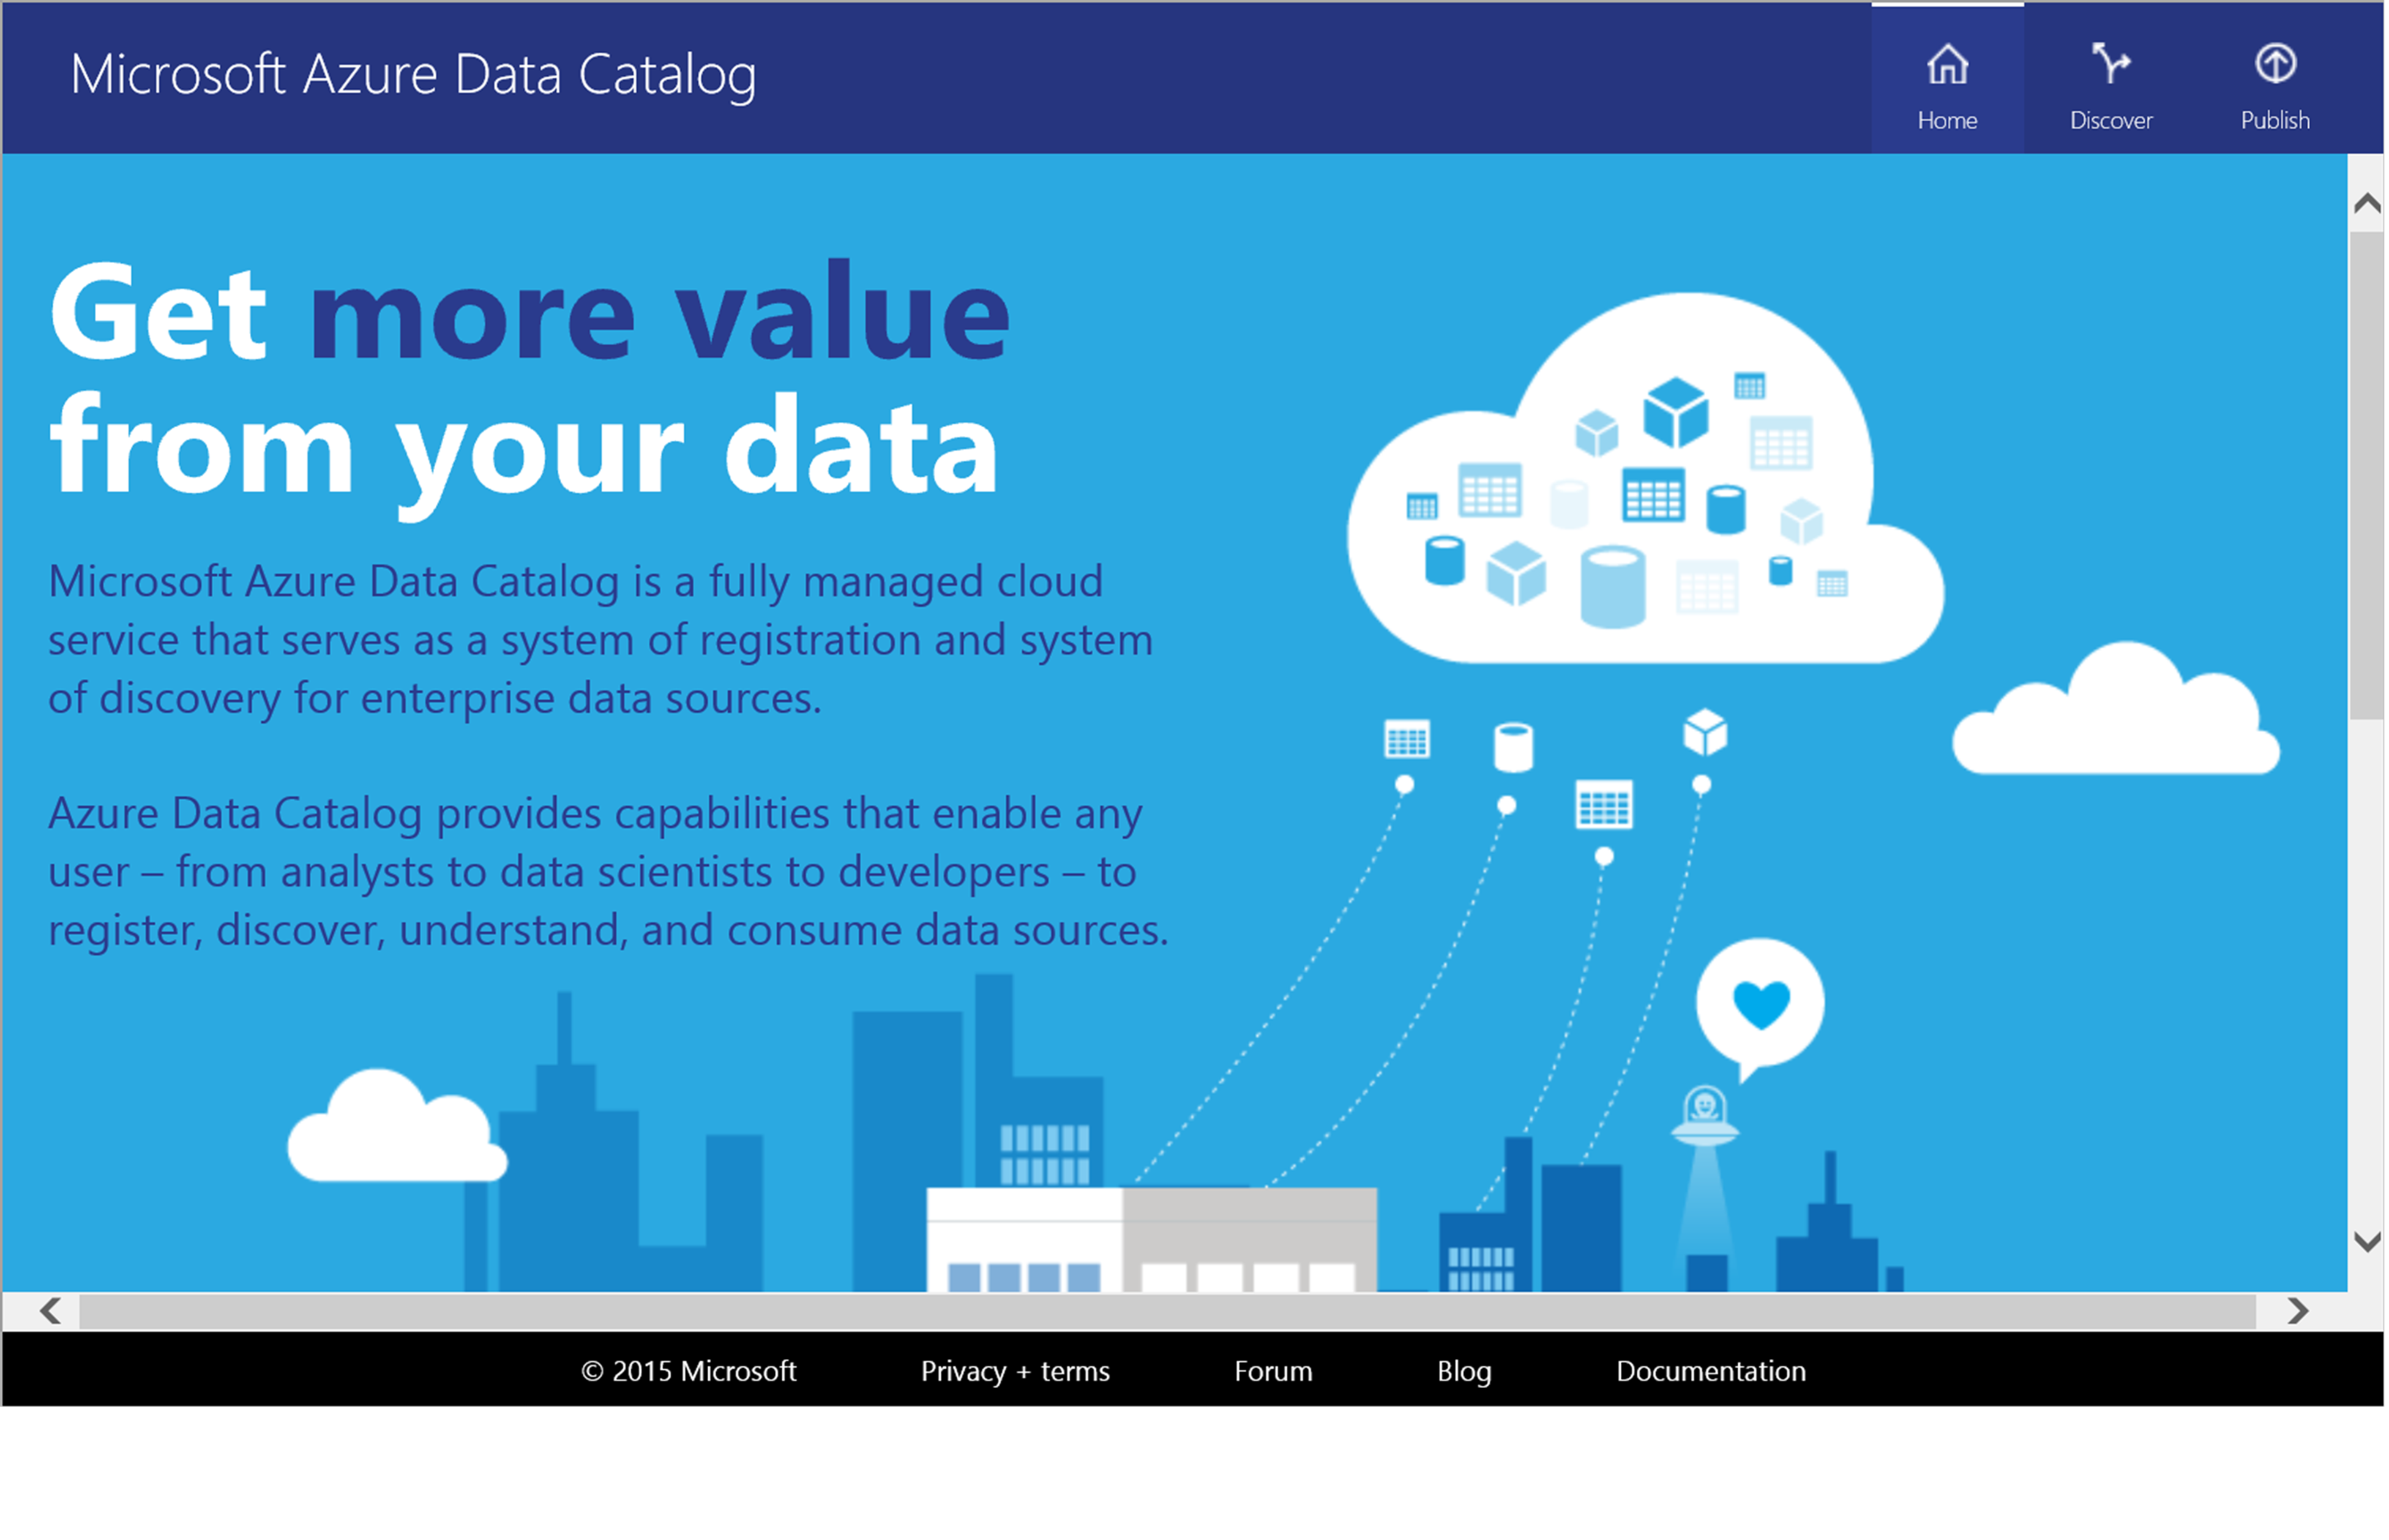 Microsoft Azure Data Catalog
Home
Discover
Publish
Get more value
from your data
Microsoft Azure Data Catalog is a fully managed cloud
service that serves as a system of registration and system
of discovery for enterprise data sources.
Azure Data Catalog provides capabilities that enable any
user – from analysts to data scientists to developers – to
register, discover, understand, and consume data sources.
© 2015 Microsoft
Privacy + terms
Forum
Blog
Documentation